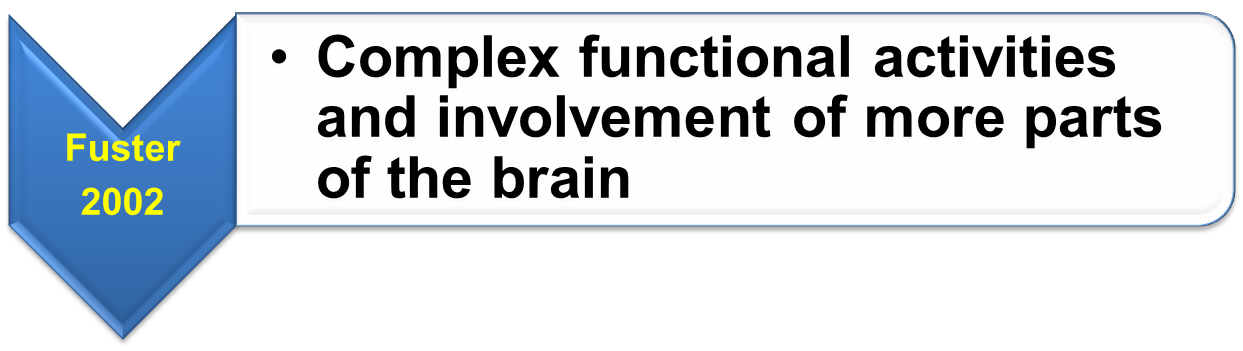 Fuster
2002
• Complex functional activities
and involvement of more parts
of the brain